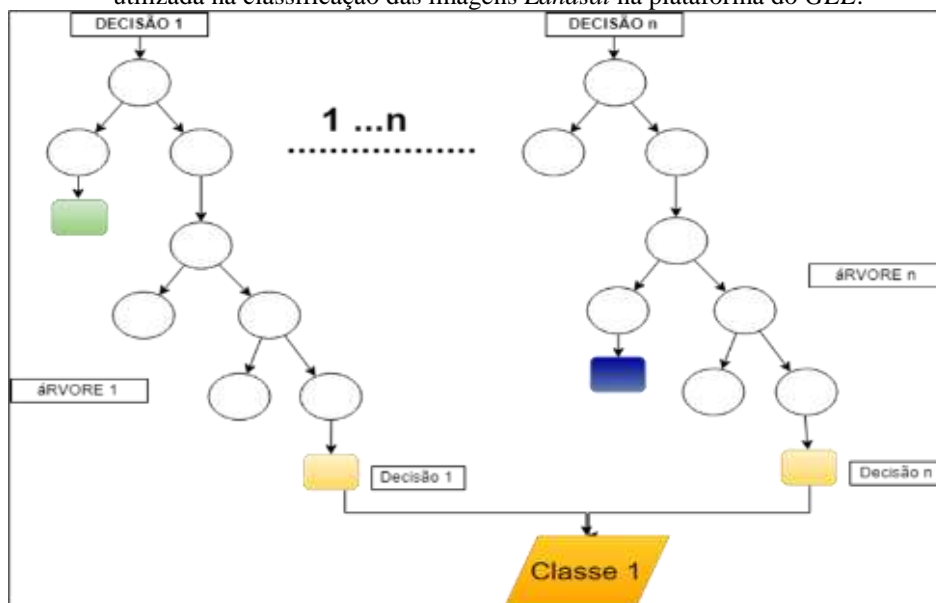 utilizada na classificação das imagens Landsat na plataforma do GEE.
DECISÃO 1
DECISÃO n
1 ...n
áRVORE n
áRVORE 1
Decisão 1
Decisão n
Classe 1